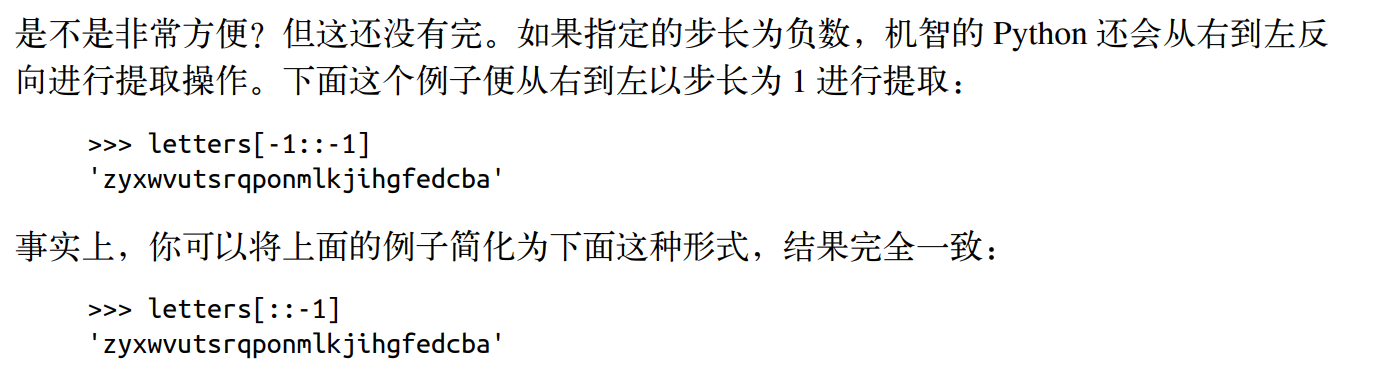 是不是非常方便？但这还没有完。如果指定的步长为负数，机智的 Python 还会从右到左反
向进行提取操作。下面这个例子便从右到左以步长为 1 进行提取：
>>> letters[-1::-1]
'zyxwvutsrqponmlkjihgfedcba'
事实上，你可以将上面的例子简化为下面这种形式，结果完全一致：
>>> letters[::-1]
'zyxwvutsrqponmlkjihgfedcba'